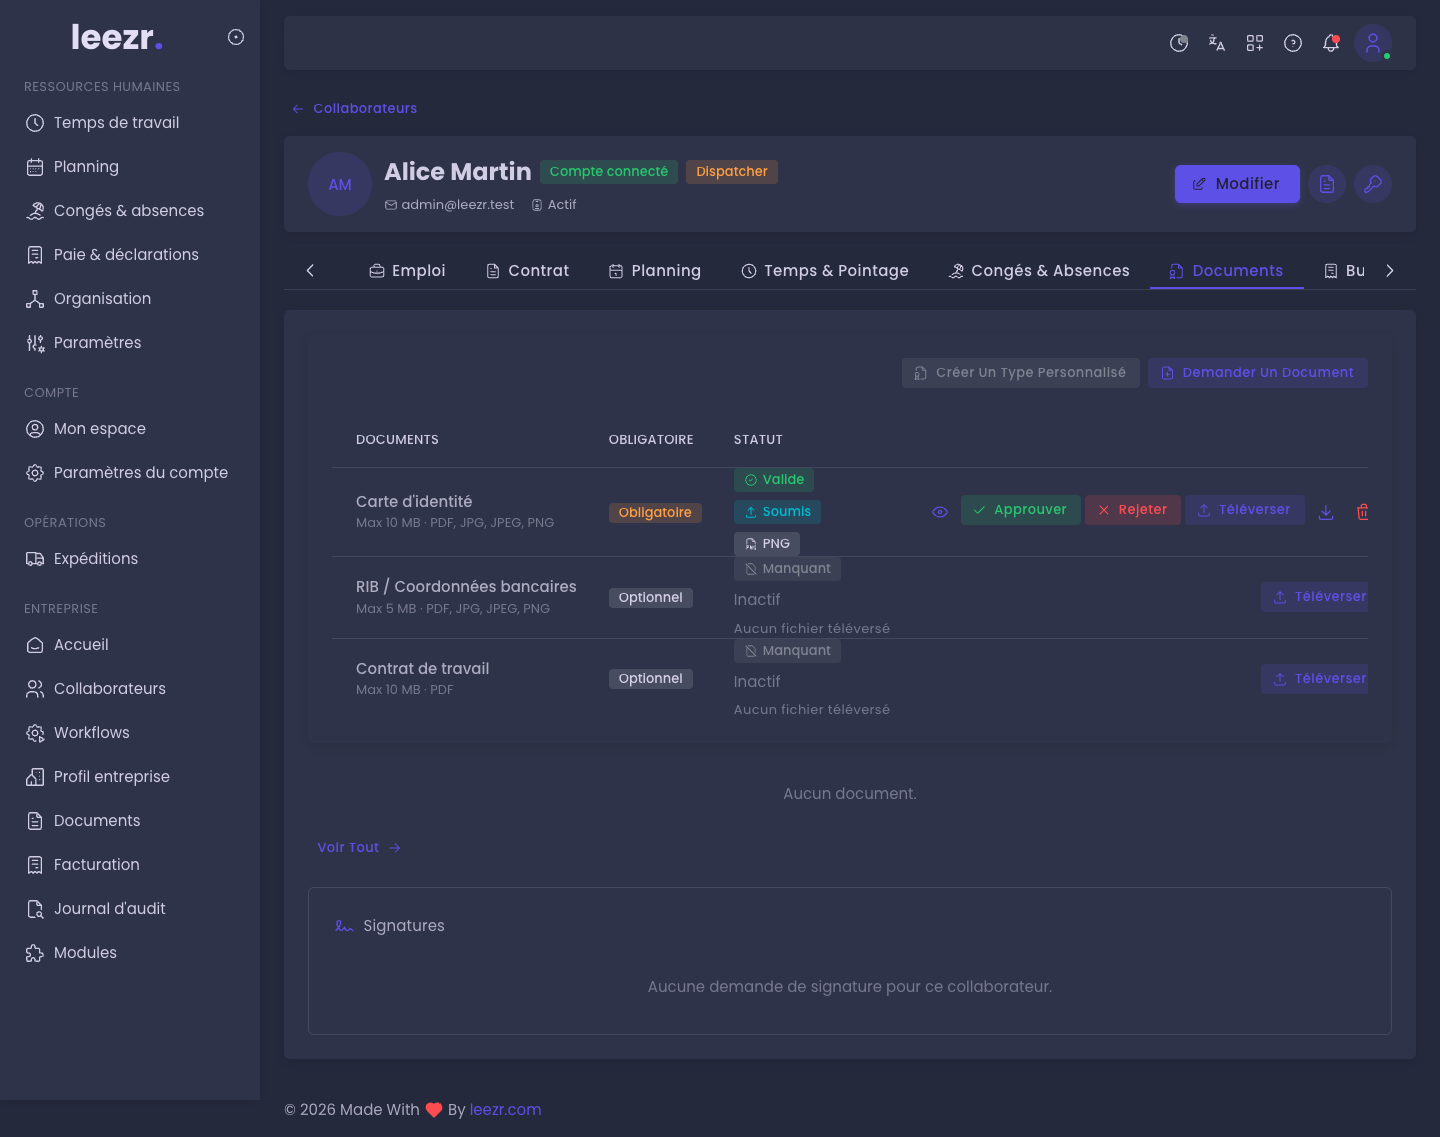 leezr.
RESSOURCES HUMAINES
Temps de travail
Planning
Congés & absences
Paie & déclarations
Organisation
Paramètres
COMPTE
Mon espace
Paramètres du compte
OPÉRATIONS
Expéditions
ENTREPRISE
Accueil
Collaborateurs
Workflows
Profil entreprise
Documents
Facturation
Journal d'audit
Modules
Collaborateurs
AM
Alice Martin Compte connecté Dispatcher
admin@leezr.test Actif
Modifier
Emploi Contrat Planning Temps & Pointage Congés & Absences Documents Bu
Créer Un Type Personnalisé Demander Un Document
DOCUMENTS OBLIGATOIRE STATUT
Carte d'identité
Max 10 MB · PDF, JPG, JPEG, PNG
Obligatoire
Valide
Soumis
PNG
Approuver Rejeter Téléverser
RIB / Coordonnées bancaires
Max 5 MB · PDF, JPG, JPEG, PNG
Optionnel
Manquant
Inactif
Aucun fichier téléversé
Téléverser
Contrat de travail
Max 10 MB · PDF
Optionnel
Manquant
Inactif
Aucun fichier téléversé
Téléverser
Aucun document.
Voir Tout
Signatures
Aucune demande de signature pour ce collaborateur.
© 2026 Made With By leezr.com